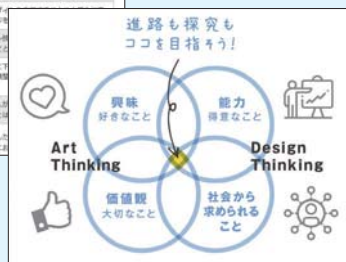 進路も探究も
ココを目指そう!
興味
好きなこと
能力
得意なこと
Art
Thinking
Design
Thinking
価値観
大切なこと
社会から
求められる
こと